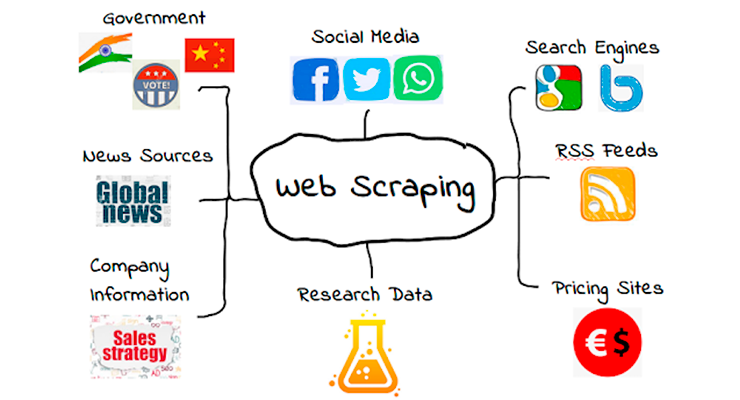 Government
Social Media
Search Engines
VOTE!
News Sources
RSS Feeds
Global
news
Web Scraping
Company
Information
Research Data
Pricing Sites
Sales
strategy
€ $